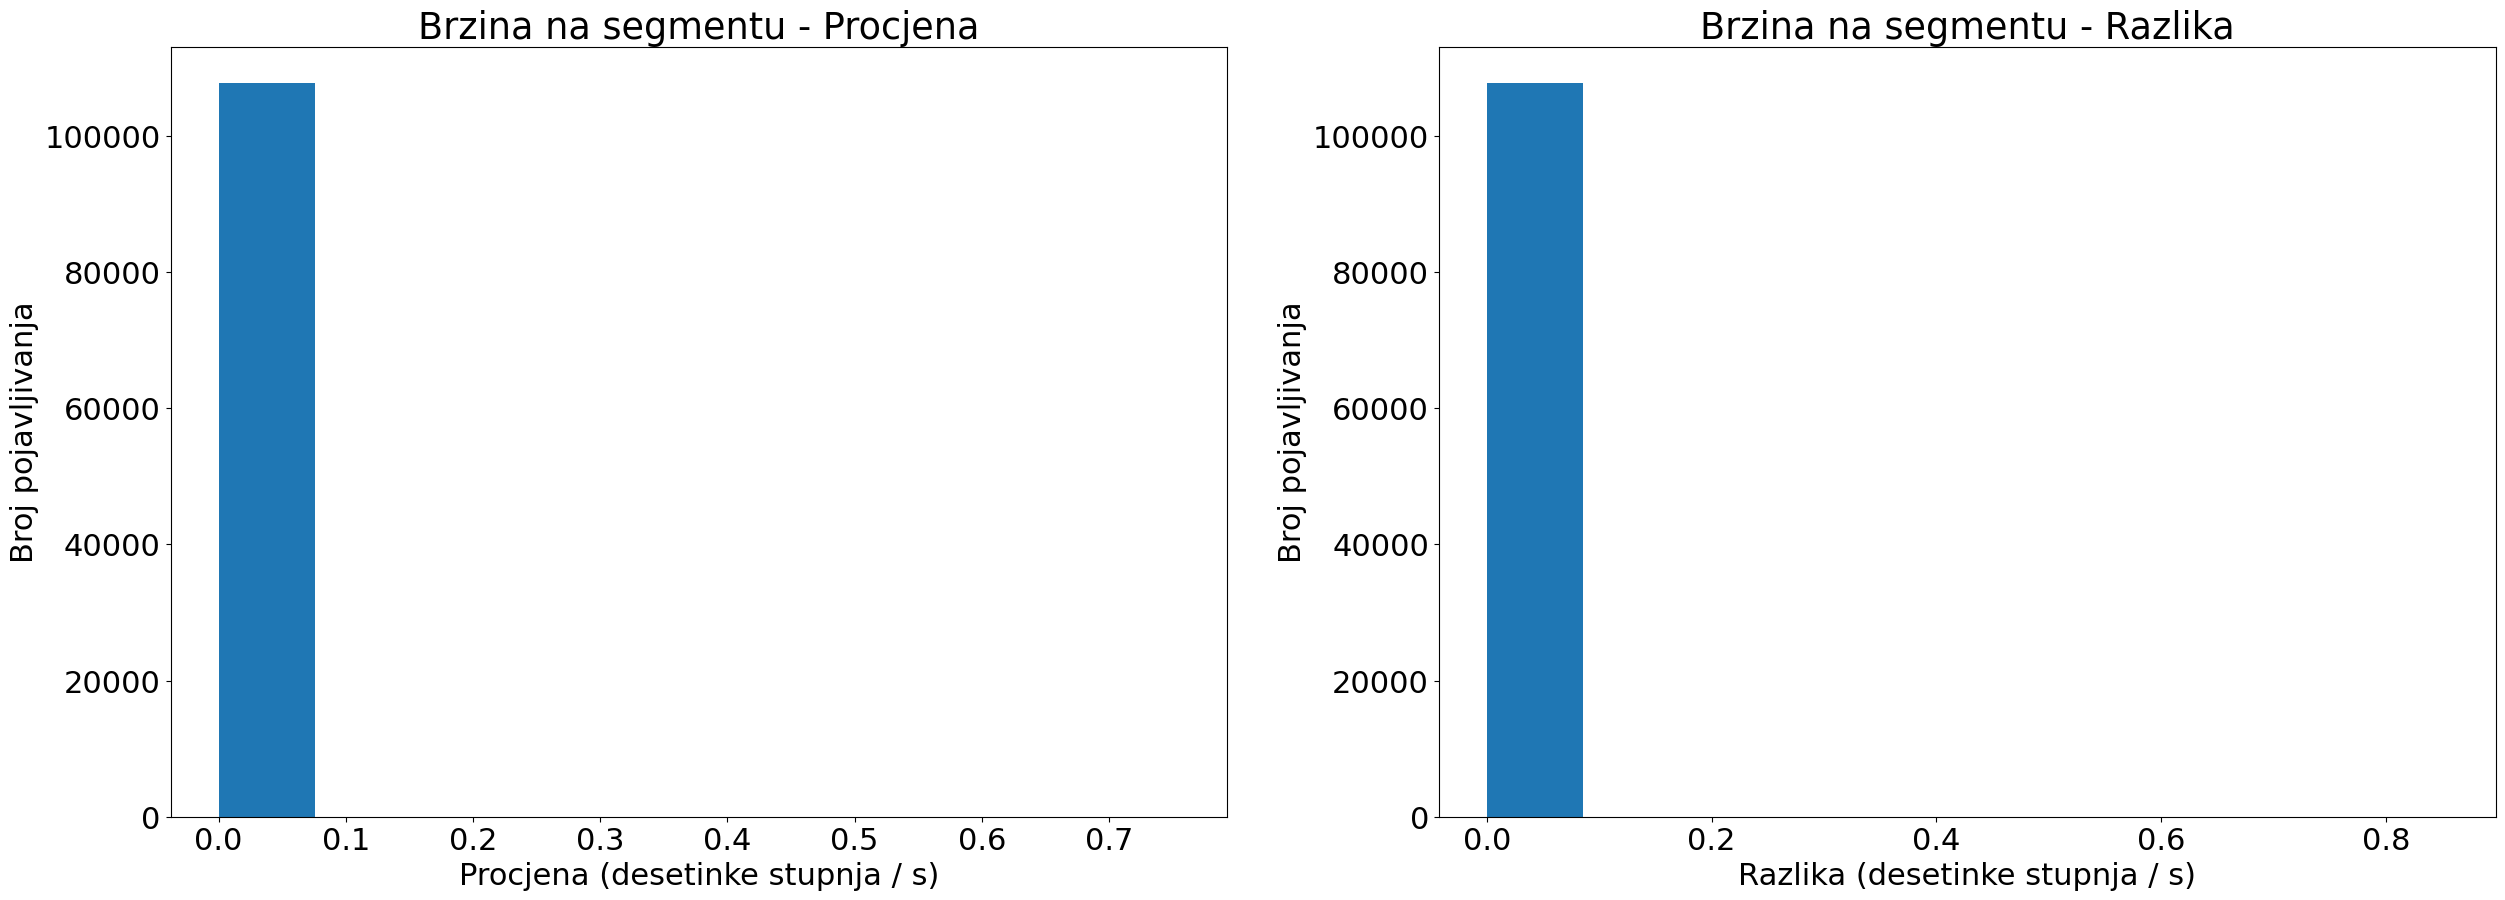 Brzina na segmentu - Procjena
100000
80000
60000
40000
20000
0
Broj pojavljivanja
0.0 0.1 0.2 0.3 0.4 0.5 0.6 0.7
Procjena (desetinke stupnja / s)
Brzina na segmentu - Razlika
100000
80000
60000
40000
20000
0
Broj pojavljivanja
0.0 0.2 0.4 0.6 0.8
Razlika (desetinke stupnja / s)